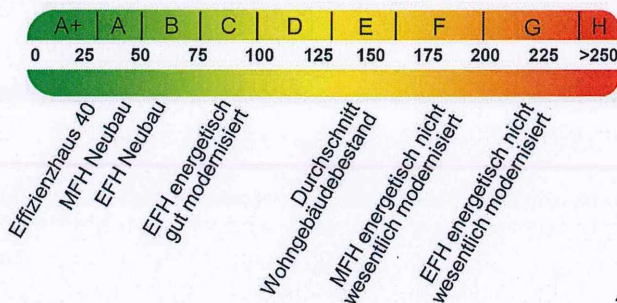 A+ A B C D E F G H
0 25 50 75 100 125 150 175 200 225 >250
Effizienzhaus 40
MFH Neubau
EFH Neubau
EFH energetisch
gut modernisiert
Durchschnitt
Wohngebäudebestand
MFH energetisch nicht
wesentlich modernisiert
EFH energetisch nicht
wesentlich modernisiert